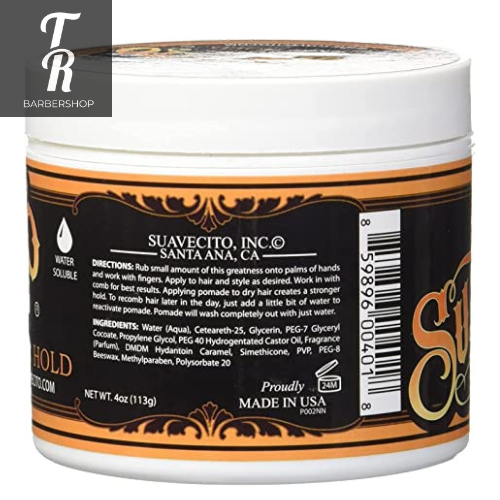 TR
BARBERSHOP
WATER
SOLUBLE
®
HOLD
ECITO.COM
SUAVECITO, INC.©
SANTA ANA, CA
DIRECTIONS: Rub small amount of this greatness onto palms of hands
and work with fingers. Apply to hair and style as desired. Work in with
comb for best results. Applying pomade to dry hair creates a stronger
hold. To recomb hair later in the day, just add a little bit of water to
reactivate pomade. Pomade will wash completely out with just water.
INGREDIENTS: Water (Aqua), Ceteareth-25, Glycerin, PEG-7 Glyceryl
Cocoate, Propylene Glycol, PEG 40 Hydrogentated Castor Oil, Fragrance
(Parfum), DMDM Hydantoin Caramel, Simethicone, PVP, PEG-8
Beeswax, Methylparaben, Polysorbate 20
NET WT. 4oz (113g)
Proudly
MADE IN USA
24M
P002NN
8 59896 00401 8
Su